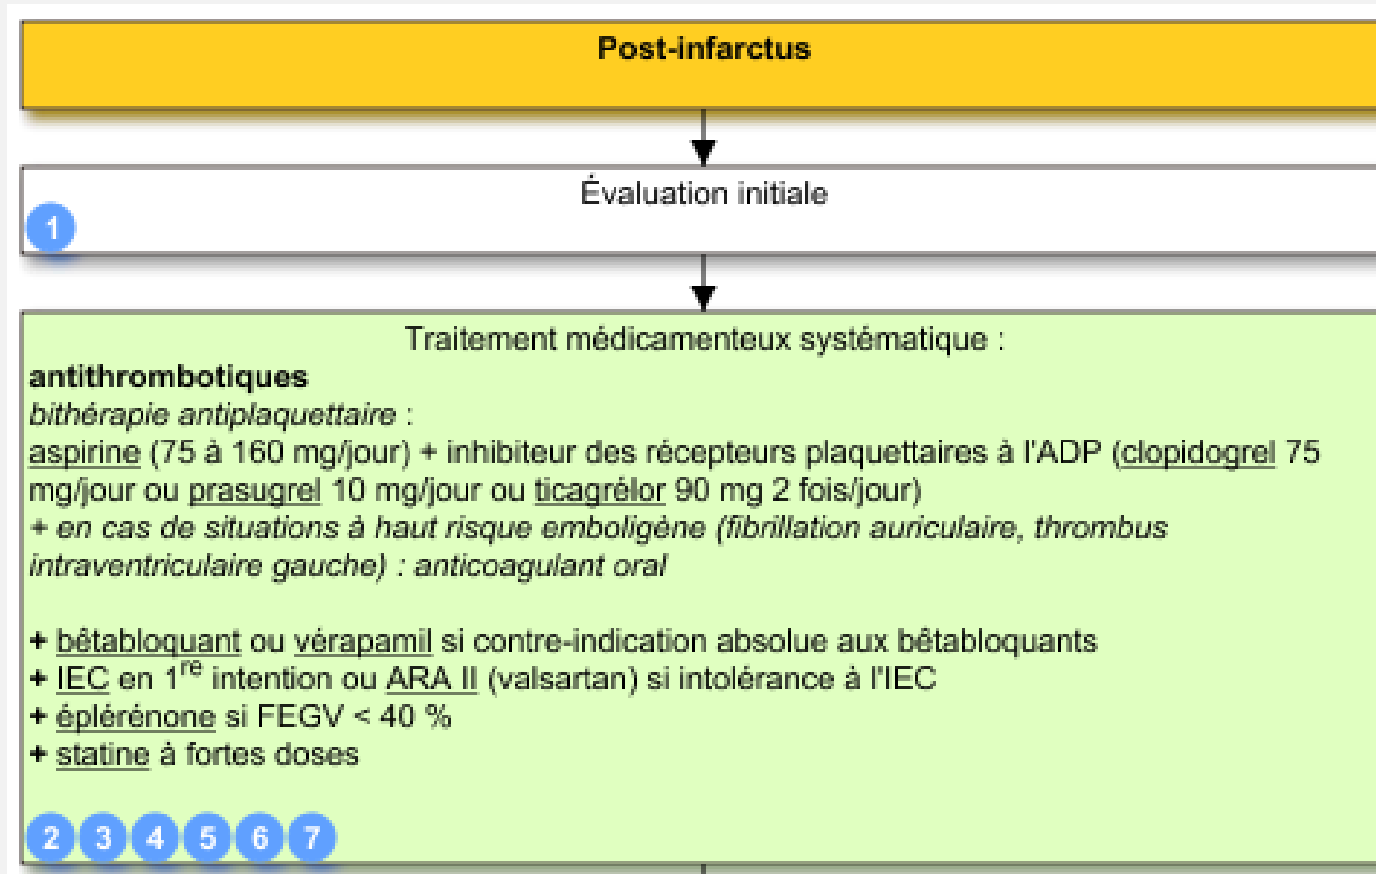 Post-infarctus
Évaluation initiale
1
Traitement médicamenteux systématique :
antithrombotiques
bithérapie antiplaquettaire :
aspirine (75 à 160 mg/jour) + inhibiteur des récepteurs plaquettaires à l'ADP (clopidogrel 75
mg/jour ou prasugrel 10 mg/jour ou ticagrélor 90 mg 2 fois/jour)
+ en cas de situations à haut risque emboligène (fibrillation auriculaire, thrombus
intraventriculaire gauche) : anticoagulant oral
+ bêtabloquant ou vérapamil si contre-indication absolue aux bêtabloquants
+ IEC en 1re intention ou ARA II (valsartan) si intolérance à l'IEC
+ éplérénone si FEGV < 40 %
+ statine à fortes doses
2 3 4 5 6 7